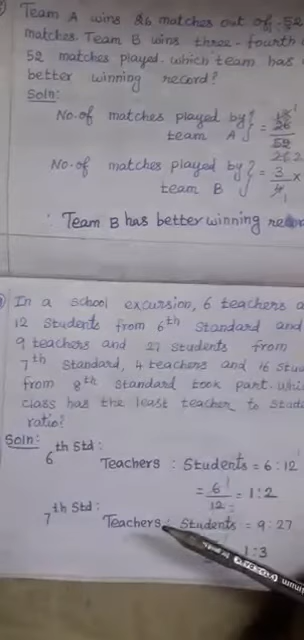 Team A wins 26 matches out of 52
matches. Team B wins three-fourth
52 matches played. which team has
better winning record?
Soln:
No.of matches played by
team A = 26
52
No.of matches played by
team B = 3 ×
Team B has better winning record
In a school excursion, 6 teachers
12 students from 6th standard and
9 teachers and 27 students from
7th standard, 4 teachers and 16
from 8th standard took part. Which
class has the least teacher to
ratio?
Soln:
6th Std:
Teachers : Students = 6:12
= 6/12 = 1:2
7th Std:
Teachers : Students = 9:27
1:3